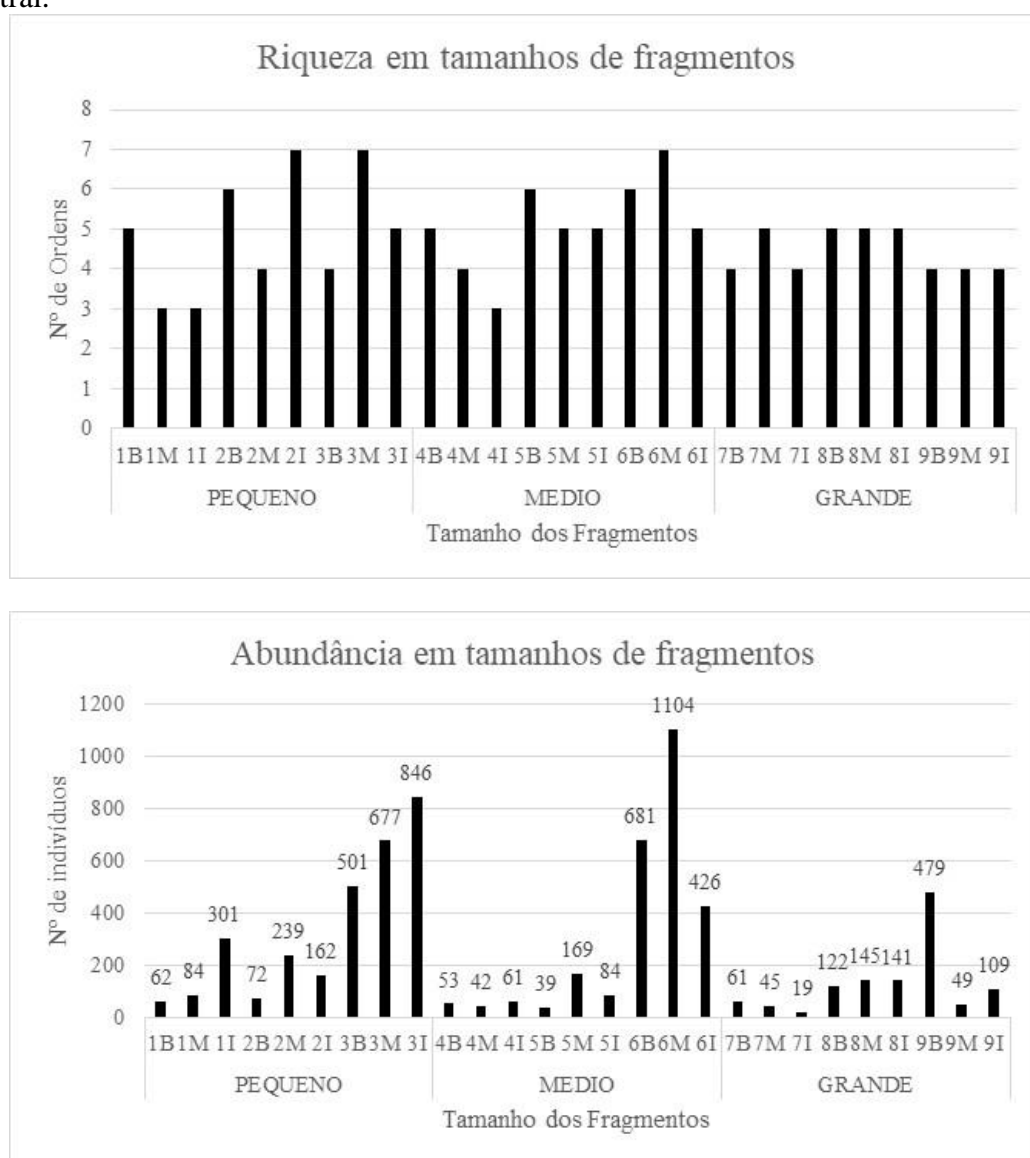 tral.
Riqueza em tamanhos de fragmentos
8
7
6
5
4
3
2
1
0
Nº de Ordens
1B 1M 1I 2B 2M 2I 3B 3M 3I 4B 4M 4I 5B 5M 5I 6B 6M 6I 7B 7M 7I 8B 8M 8I 9B 9M 9I
PEQUENO MEDIO GRANDE
Tamanho dos Fragmentos
Abundância em tamanhos de fragmentos
1200
1000
800
600
400
200
0
Nº de invivíduos
62 84 301 72 239 162 501 677 846 53 42 61 39 169 84 681 1104 426 61 45 19 122 145 141 479 49 109
1B 1M 1I 2B 2M 2I 3B 3M 3I 4B 4M 4I 5B 5M 5I 6B 6M 6I 7B 7M 7I 8B 8M 8I 9B 9M 9I
PEQUENO MEDIO GRANDE
Tamanho dos Fragmentos